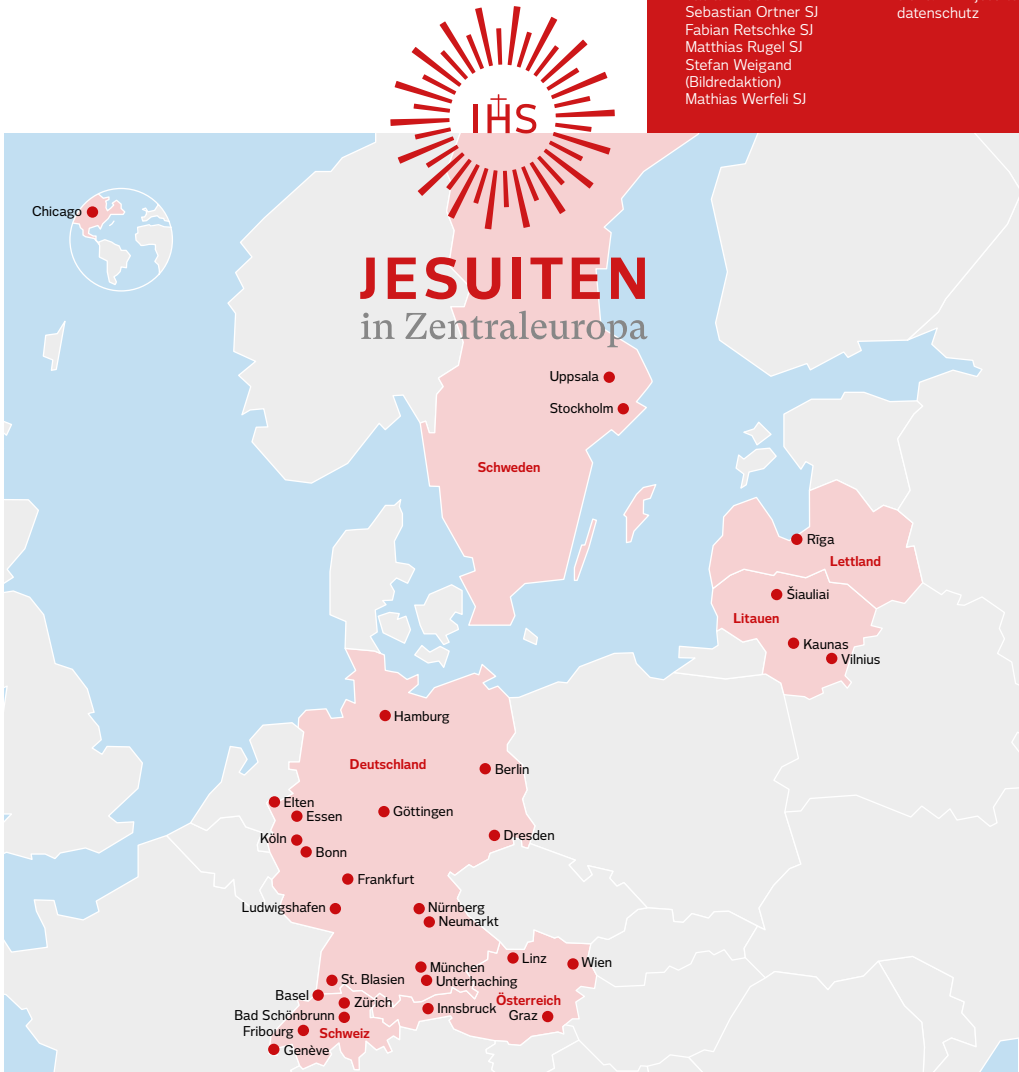 Sebastian Ortner SJ
Fabian Retschke SJ
Matthias Rugel SJ
Stefan Weigand
(Bildredaktion)
Mathias Werfeli SJ
datenschutz
IHS
Chicago
JESUITEN
in Zentraleuropa
Uppsala
Stockholm
Schweden
Rīga
Lettland
Šiauliai
Litauen
Kaunas
Vilnius
Hamburg
Deutschland
Berlin
Elten
Essen
Göttingen
Köln
Dresden
Bonn
Frankfurt
Ludwigshafen
Nürnberg
Neumarkt
Linz
Wien
München
St. Blasien
Unterhaching
Basel
Zürich
Österreich
Innsbruck
Bad Schönbrunn
Graz
Fribourg
Schweiz
Genève